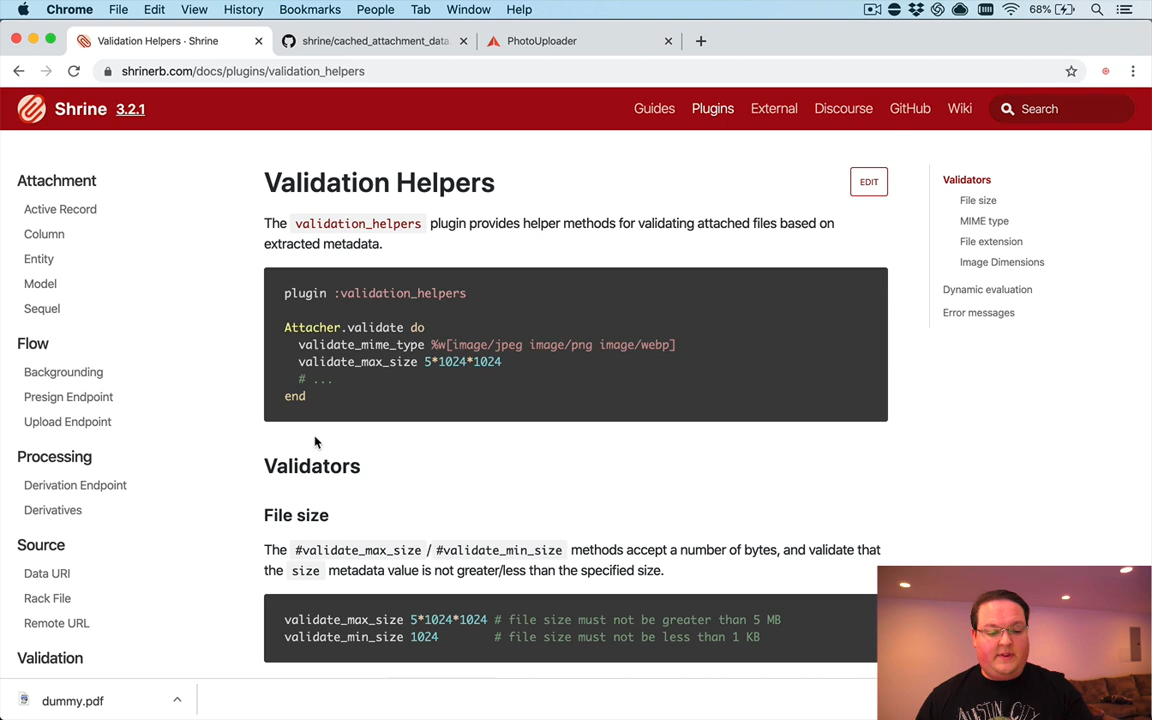 Chrome File Edit View History Bookmarks People Tab Window Help 68%
Validation Helpers · Shrine
shrine/cached_attachment_data.
PhotoUploader
shrinerb.com/docs/plugins/validation_helpers
Shrine 3.2.1 Guides Plugins External Discourse GitHub Wiki Search
Attachment
Active Record
Column
Entity
Model
Sequel
Flow
Backgrounding
Presign Endpoint
Upload Endpoint
Processing
Derivation Endpoint
Derivatives
Source
Data URI
Rack File
Remote URL
Validation
Validation Helpers
EDIT
The validation_helpers plugin provides helper methods for validating attached files based on
extracted metadata.
plugin :validation_helpers
Attacher.validate do
validate_mime_type %w[image/jpeg image/png image/webp]
validate_max_size 5*1024*1024
# ...
end
Validators
File size
The #validate_max_size / #validate_min_size methods accept a number of bytes, and validate that
the size metadata value is not greater/less than the specified size.
validate_max_size 5*1024*1024 # file size must not be greater than 5 MB
validate_min_size 1024 # file size must not be less than 1 KB
Validators
File size
MIME type
File extension
Image Dimensions
Dynamic evaluation
Error messages
dummy.pdf
AUSTIN CITY